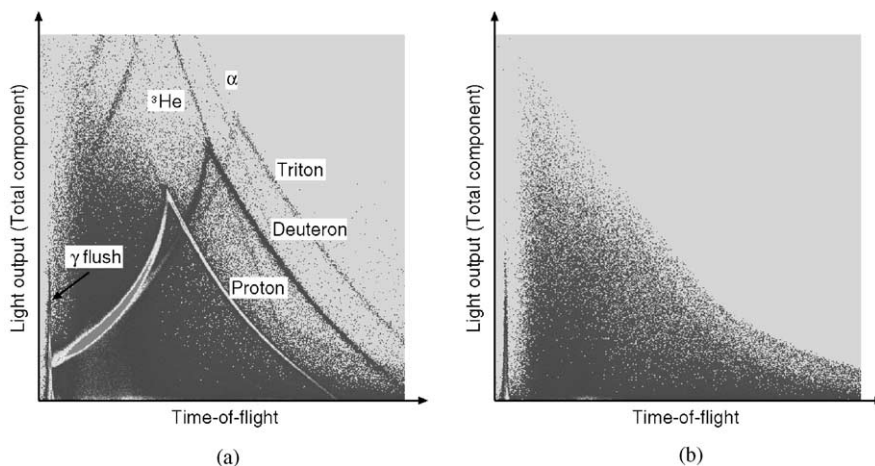 Light output (Total component)
α
³He
Triton
Deuteron
γ flush
Proton
Time-of-flight
(a)
Light output (Total component)
Time-of-flight
(b)